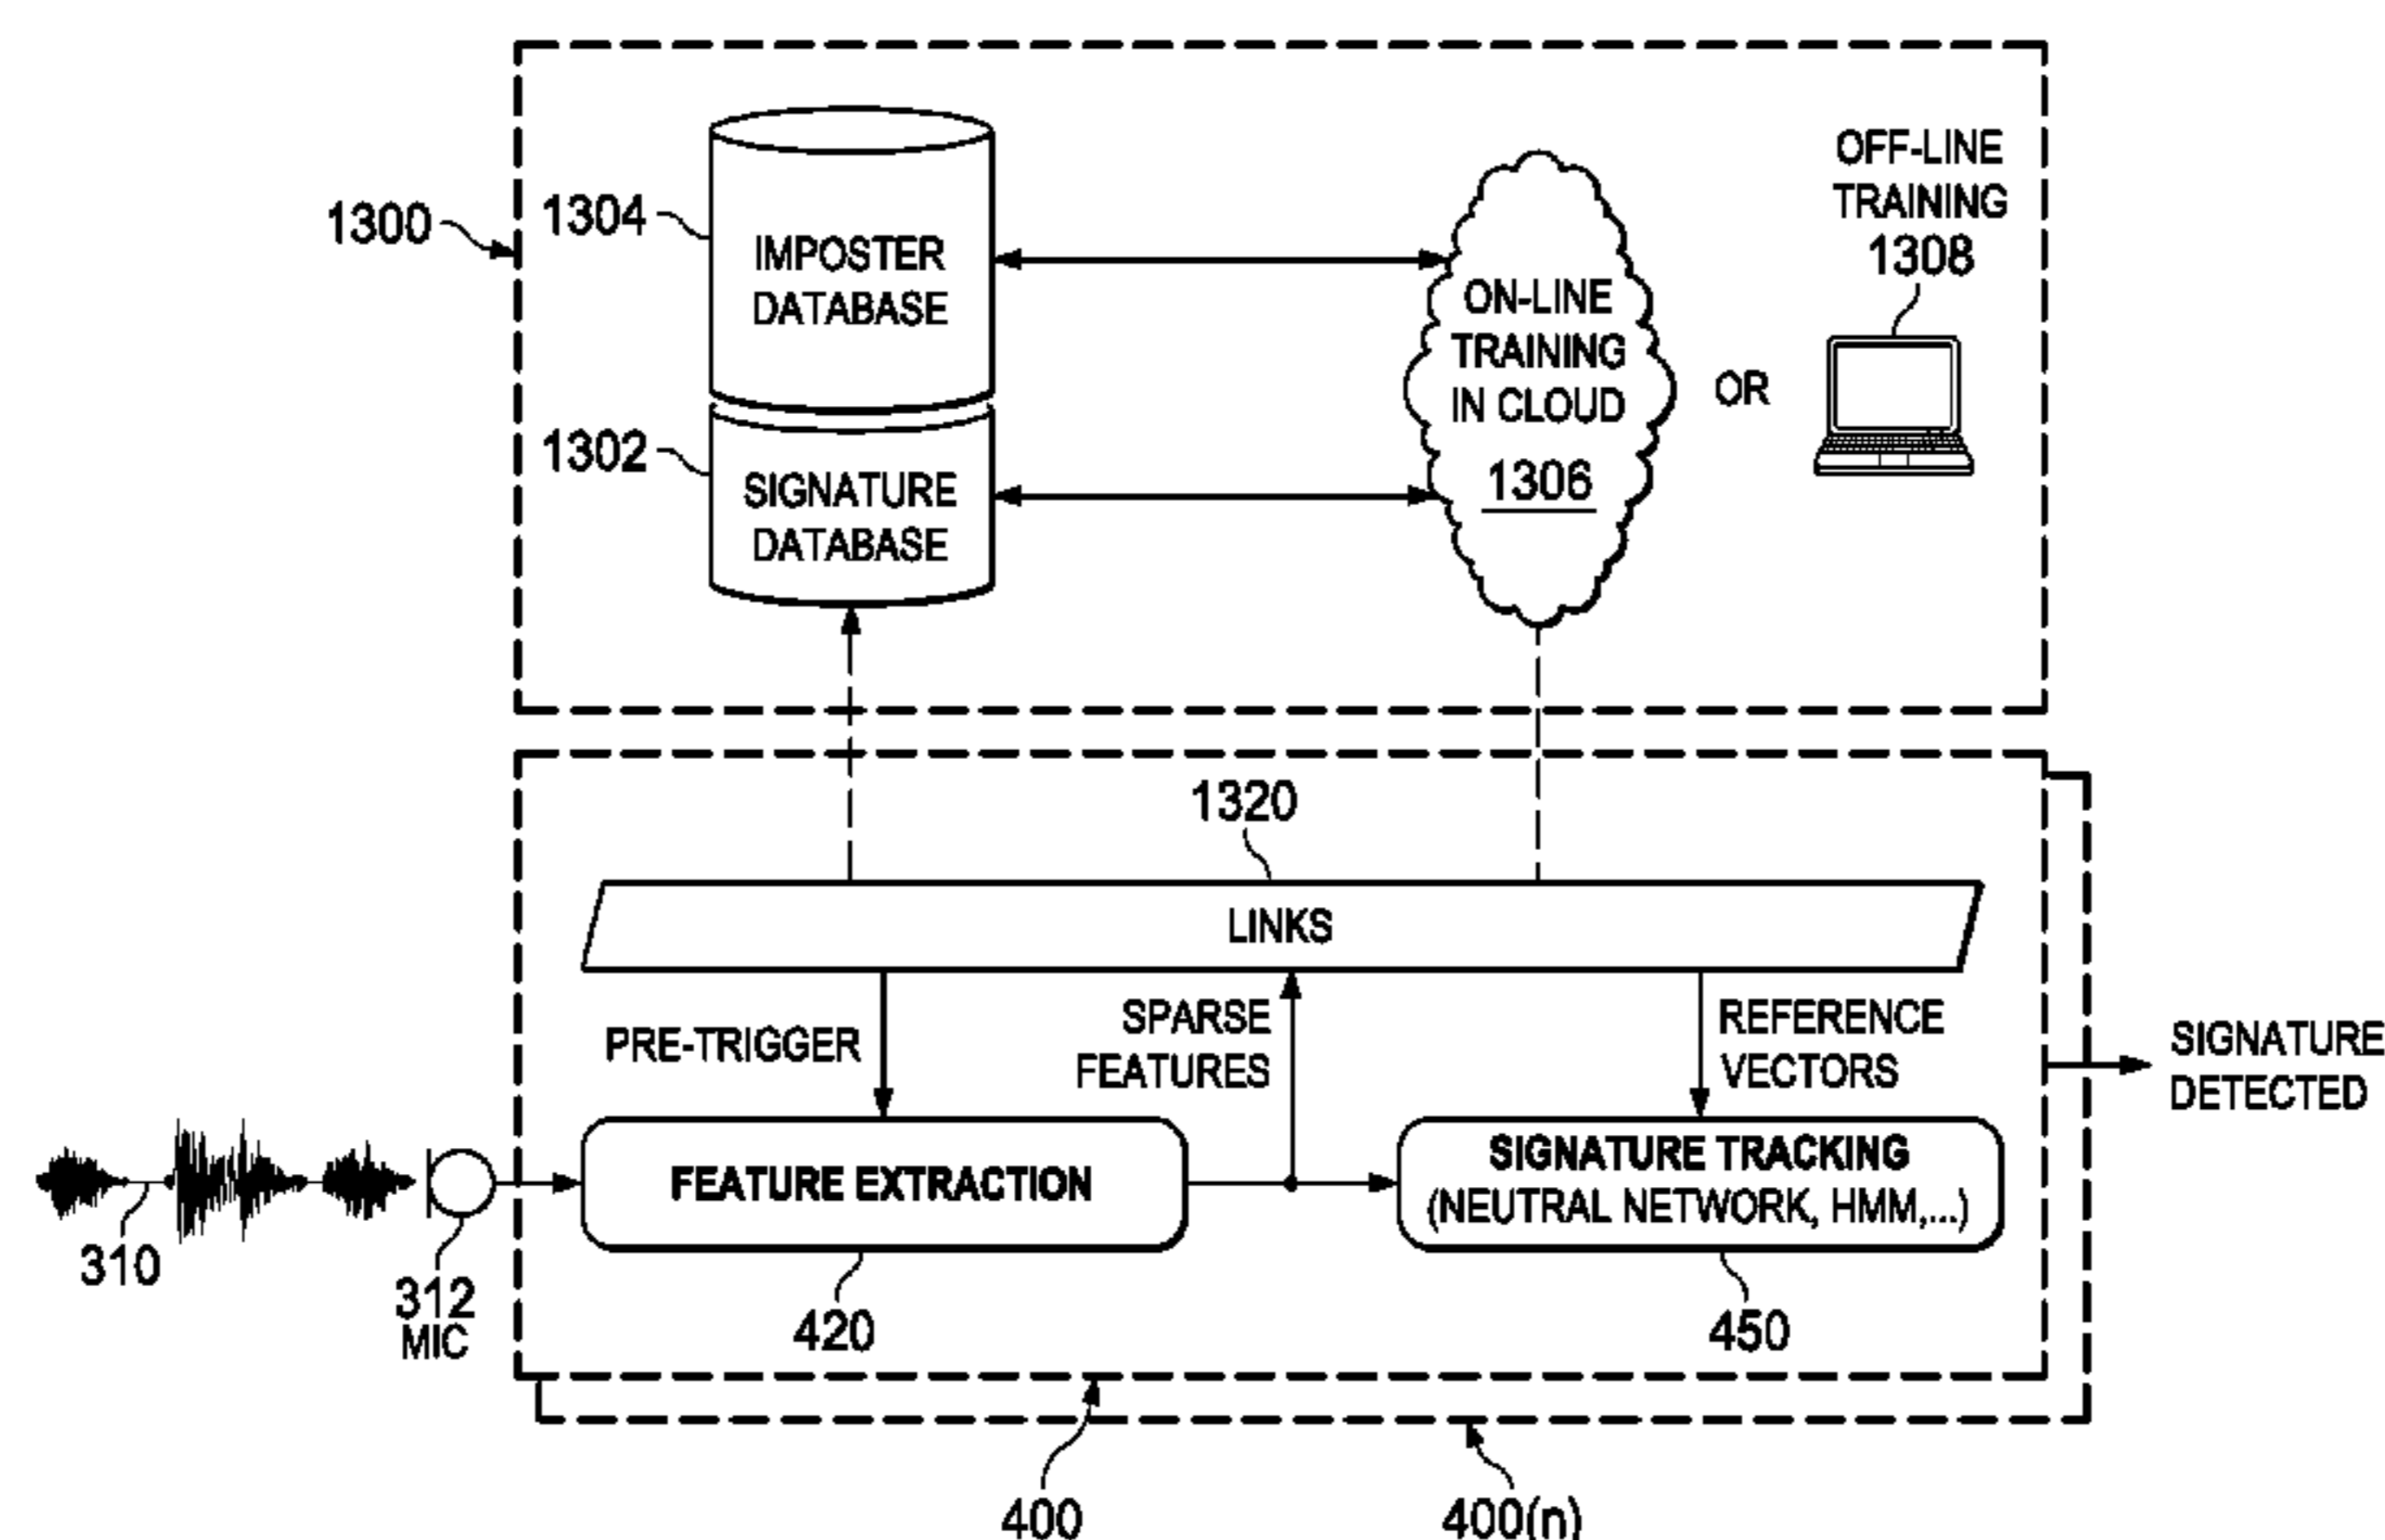 1300
1304
IMPOSTER
DATABASE
1302
SIGNATURE
DATABASE
ON-LINE
TRAINING
IN CLOUD
1306
OR
OFF-LINE
TRAINING
1308
1320
LINKS
PRE-TRIGGER
SPARSE
FEATURES
REFERENCE
VECTORS
SIGNATURE
DETECTED
310
312
MIC
FEATURE EXTRACTION
420
SIGNATURE TRACKING
(NEUTRAL NETWORK, HMM,...)
450
400
400(n)